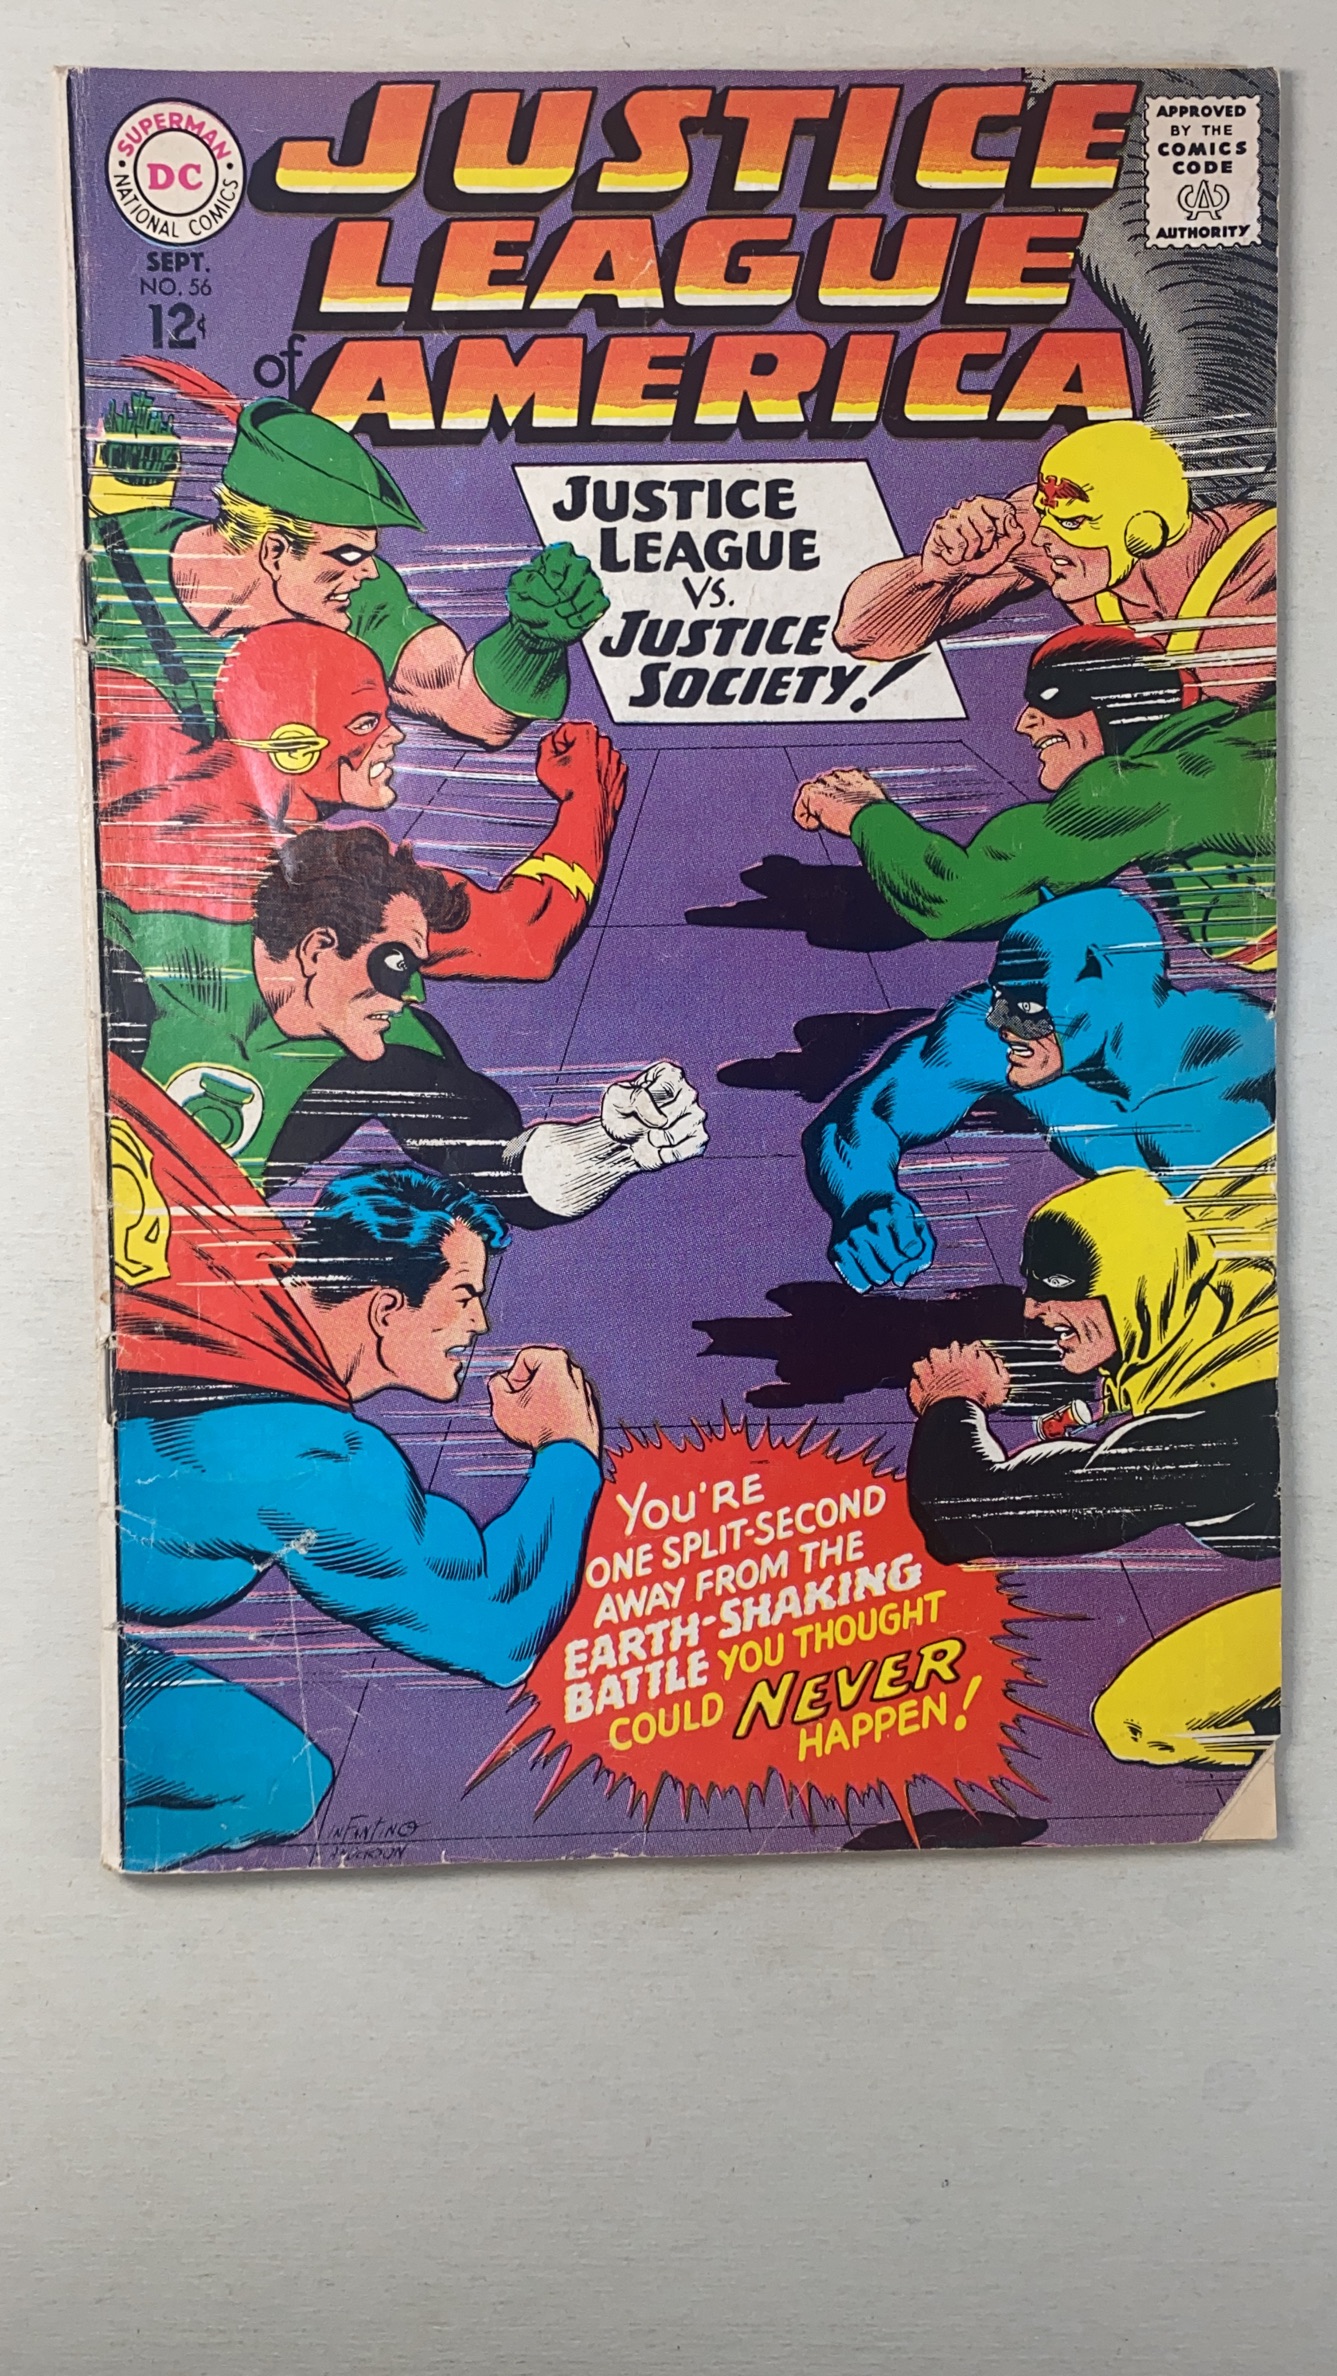 SUPERMAN
DC
NATIONAL COMICS
SEPT.
NO. 56
12¢
JUSTICE
LEAGUE
of AMERICA
APPROVED
BY THE
COMICS
CODE
CA
AUTHORITY
JUSTICE
LEAGUE
VS.
JUSTICE
SOCIETY!
YOU'RE
ONE SPLIT-SECOND
AWAY FROM THE
EARTH-SHAKING
BATTLE YOU THOUGHT
COULD NEVER
HAPPEN!
INFANTINO
ANDERSON